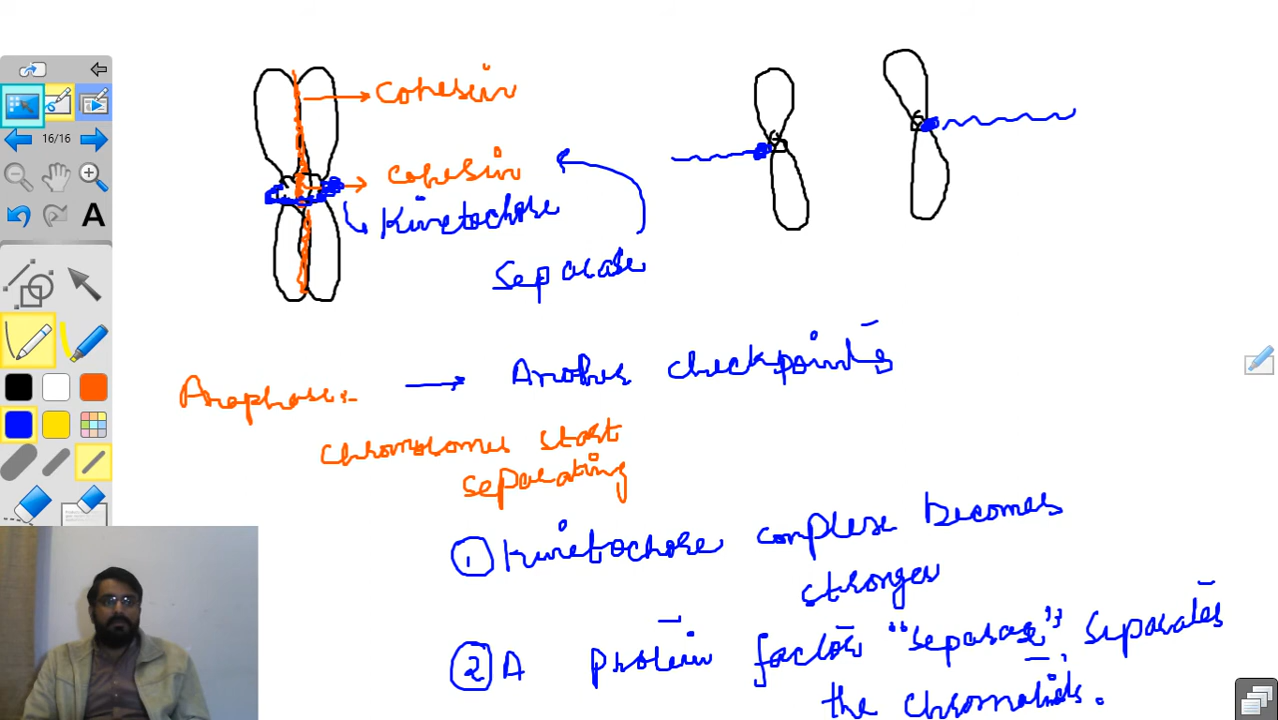 16/16
A
Cohesin
cohesin
Kinetochore
Separase
Anaphase:-
→ Another checkpoints
chromosomes start
separating
① Kinetochore complex becomes
stronger
② A protein factor "separase" separates
the chromatids.